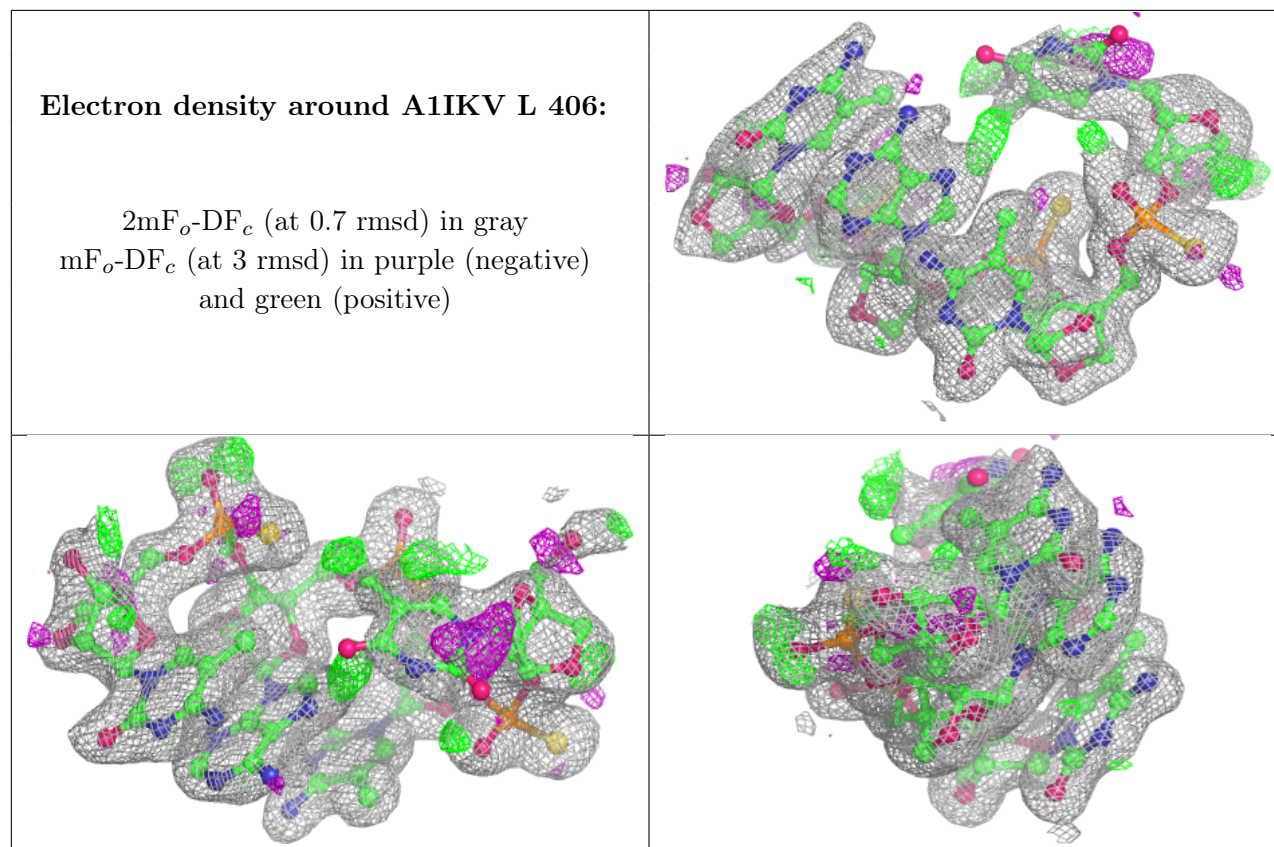 Electron density around A1IKV L 406:
2mFo-DFc (at 0.7 rmsd) in gray
mFo-DFc (at 3 rmsd) in purple (negative)
and green (positive)